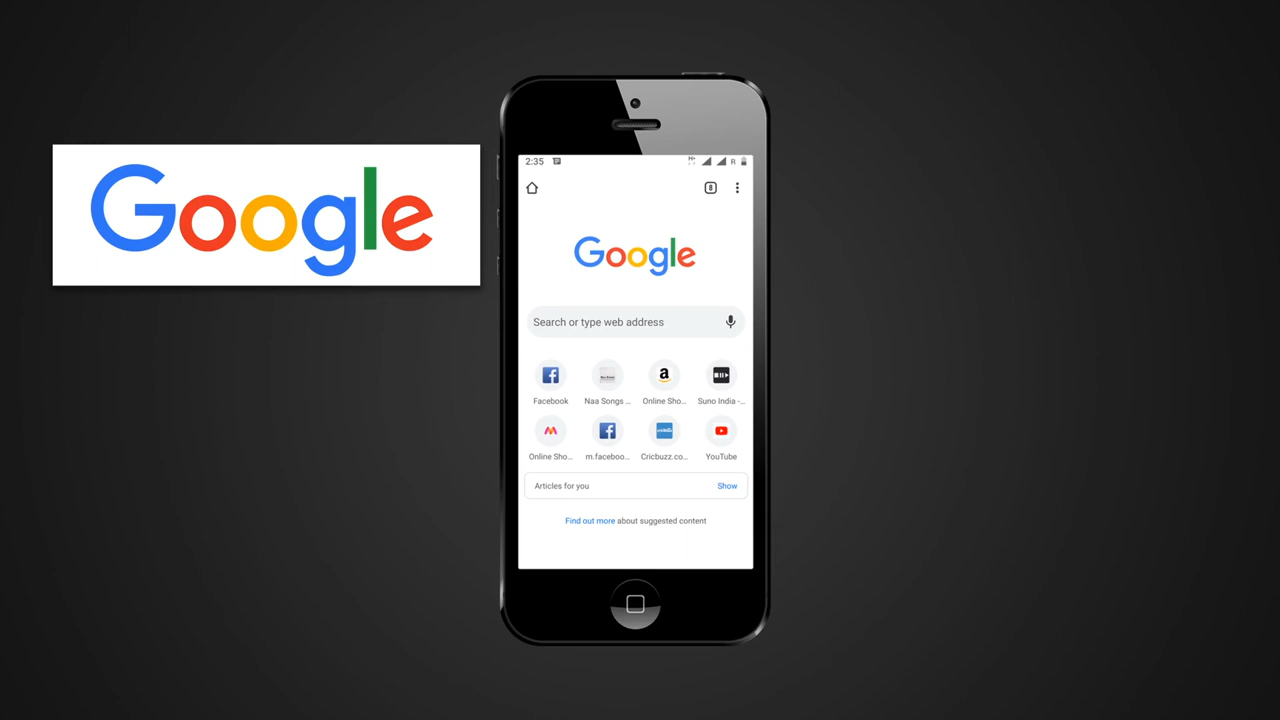 Google
2:35
H+
R
8
Google
Search or type web address
Facebook
Naa Songs ...
Online Sho...
Suno India -...
Online Sho...
m.faceboo...
Cricbuzz.co...
YouTube
Articles for you
Show
Find out more about suggested content